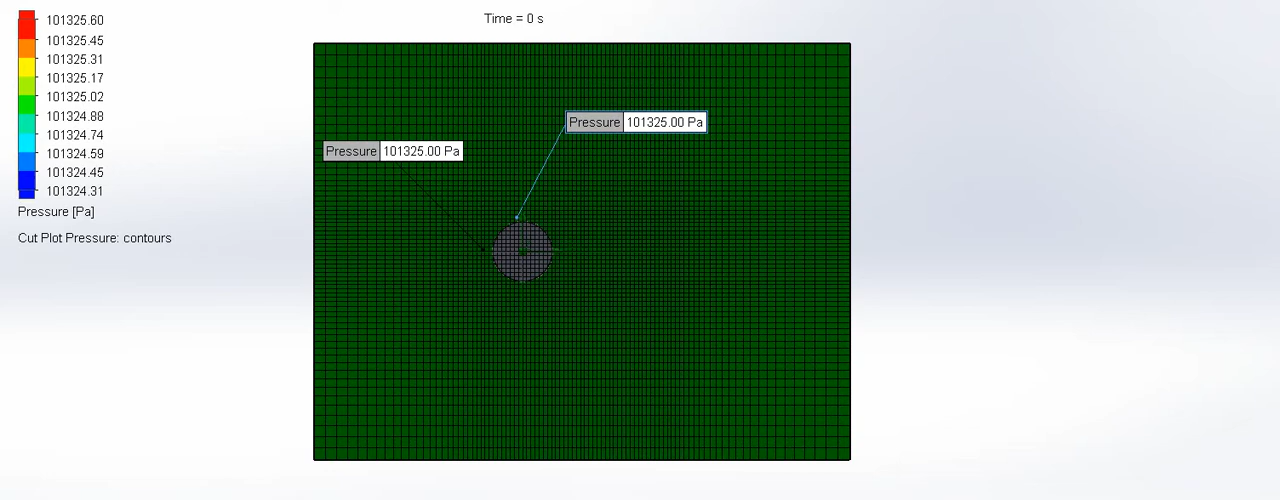 101325.60
101325.45
101325.31
101325.17
101325.02
101324.88
101324.74
101324.59
101324.45
101324.31
Pressure [Pa]
Cut Plot Pressure: contours
Time = 0 s
Pressure 101325.00 Pa
Pressure 101325.00 Pa